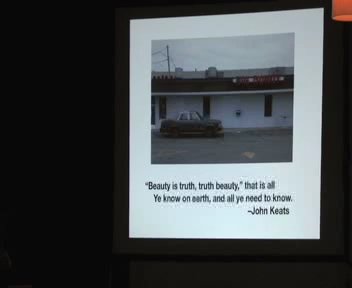 “Beauty is truth, truth beauty,” that is all
Ye know on earth, and all ye need to know.
–John Keats